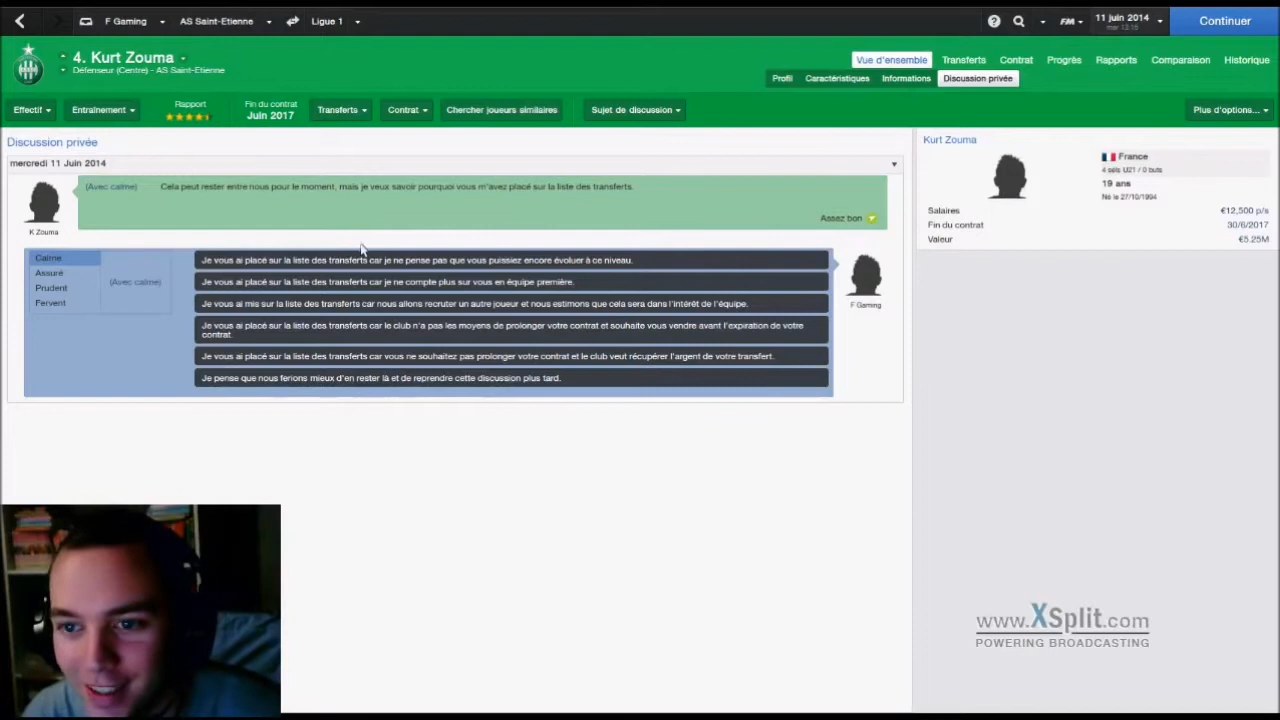 F Gaming AS Saint-Etienne Ligue 1 FM 11 juin 2014 Continuer
mer 13:15
4. Kurt Zouma
Défenseur (Centre) - AS Saint-Etienne
Vue d'ensemble Transferts Contrat Progrès Rapports Comparaison Historique
Profil Caractéristiques Informations Discussion privée
Effectif Entraînement Rapport Fin du contrat Juin 2017 Transferts Contrat Chercher joueurs similaires Sujet de discussion Plus d'options...
Discussion privée
mercredi 11 Juin 2014
(Avec calme) Cela peut rester entre nous pour le moment, mais je veux savoir pourquoi vous m'avez placé sur la liste des transferts.
Assez bon
K Zouma
Calme
Assuré
Prudent
Fervent
(Avec calme)
Je vous ai placé sur la liste des transferts car je ne pense pas que vous puissiez encore évoluer à ce niveau.
Je vous ai placé sur la liste des transferts car je ne compte plus sur vous en équipe première.
Je vous ai mis sur la liste des transferts car nous allons recruter un autre joueur et nous estimons que cela sera dans l'intérêt de l'équipe.
Je vous ai placé sur la liste des transferts car le club n'a pas les moyens de prolonger votre contrat et souhaite vous vendre avant l'expiration de votre
contrat.
Je vous ai placé sur la liste des transferts car vous ne souhaitez pas prolonger votre contrat et le club veut récupérer l'argent de votre transfert.
Je pense que nous ferions mieux d'en rester là et de reprendre cette discussion plus tard.
F Gaming
Kurt Zouma
France
4 séls U21 / 0 buts
19 ans
Né le 27/10/1994
Salaires €12,500 p/s
Fin du contrat 30/6/2017
Valeur €5.25M
www.XSplit.com
POWERING BROADCASTING